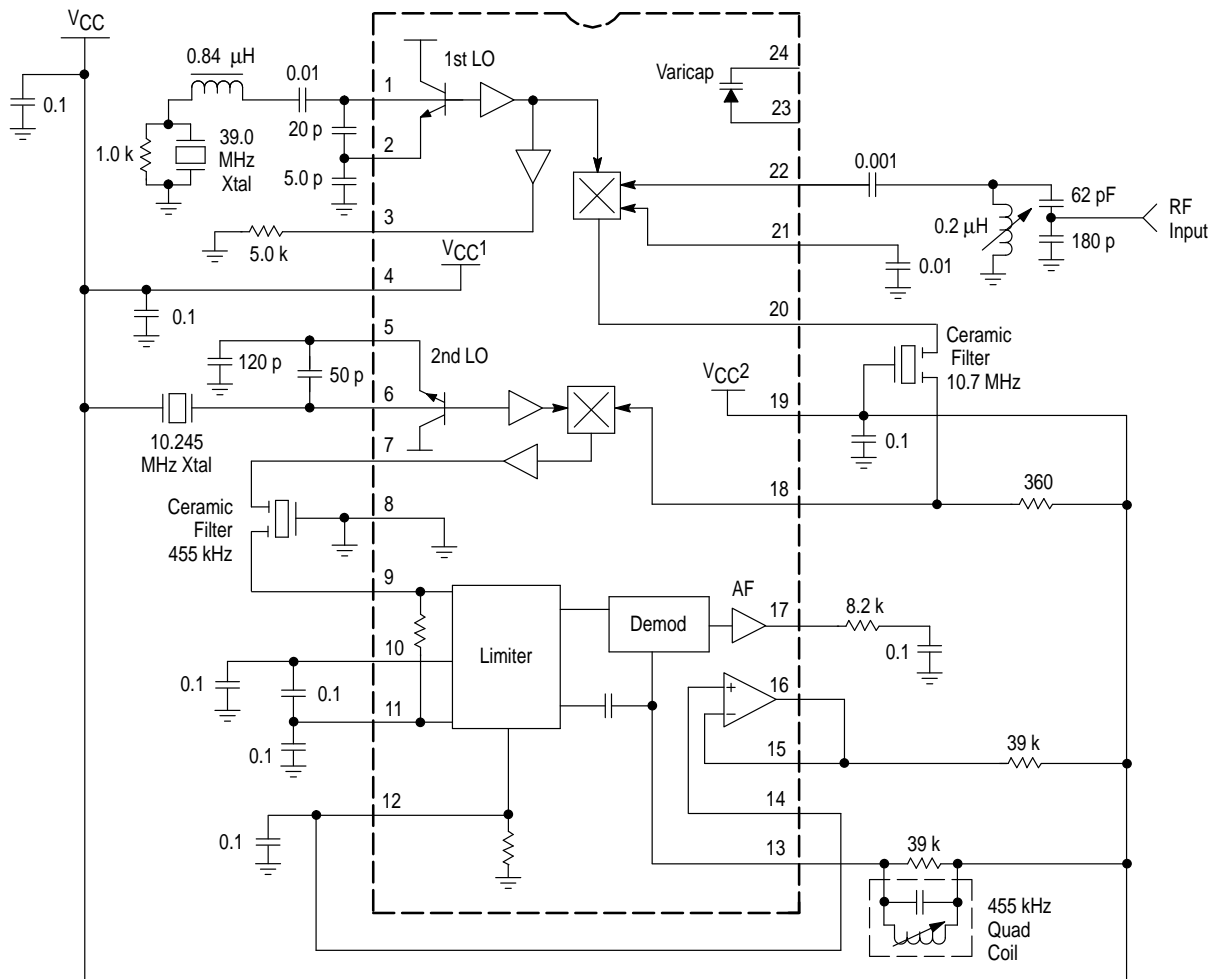 VCC
0.1
0.84 µH
0.01
1.0 k
39.0
MHz
Xtal
20 p
5.0 p
1
2
3
1st LO
5.0 k
VCC1
4
0.1
5
120 p
50 p
2nd LO
6
10.245
MHz Xtal
7
Ceramic
Filter
455 kHz
8
9
10
11
0.1
0.1
0.1
Limiter
12
0.1
24
Varicap
23
22
0.001
62 pF
RF
Input
0.2 µH
180 p
21
0.01
20
Ceramic
Filter
10.7 MHz
VCC2
19
0.1
18
360
Demod
AF
17
8.2 k
0.1
16
+
–
15
39 k
14
13
39 k
455 kHz
Quad
Coil